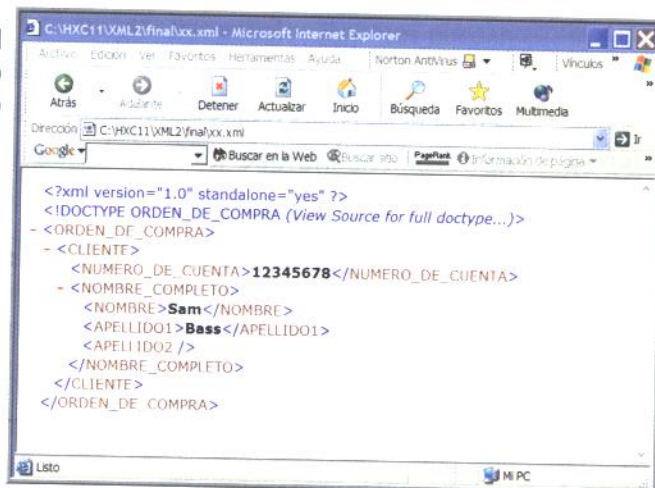 C:\HXC11\XML2\final\xx.xml - Microsoft Internet Explorer
Archivo Edición Ver Favoritos Herramientas Ayuda Norton AntiVirus Vínculos »
Atrás Adelante Detener Actualizar Inicio Búsqueda Favoritos Multimedia »
Dirección C:\HXC11\XML2\final\xx.xml Ir
Google Buscar en la Web Buscar sitio PageRank Información de página »
<?xml version="1.0" standalone="yes" ?>
<!DOCTYPE ORDEN_DE_COMPRA (View Source for full doctype...)>
- <ORDEN_DE_COMPRA>
- <CLIENTE>
<NUMERO_DE_CUENTA>12345678</NUMERO_DE_CUENTA>
- <NOMBRE_COMPLETO>
<NOMBRE>Sam</NOMBRE>
<APELLIDO1>Bass</APELLIDO1>
<APELLIDO2 />
</NOMBRE_COMPLETO>
</CLIENTE>
</ORDEN_DE_COMPRA>
Listo Mi PC